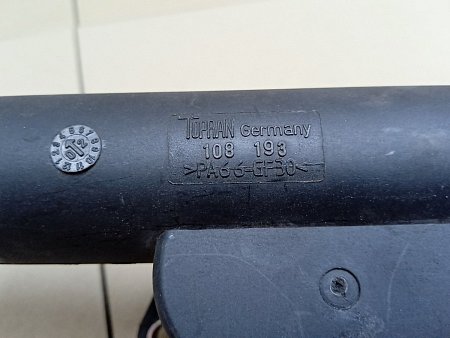 TOPRAN Germany
108 193
>PA66-GF30<